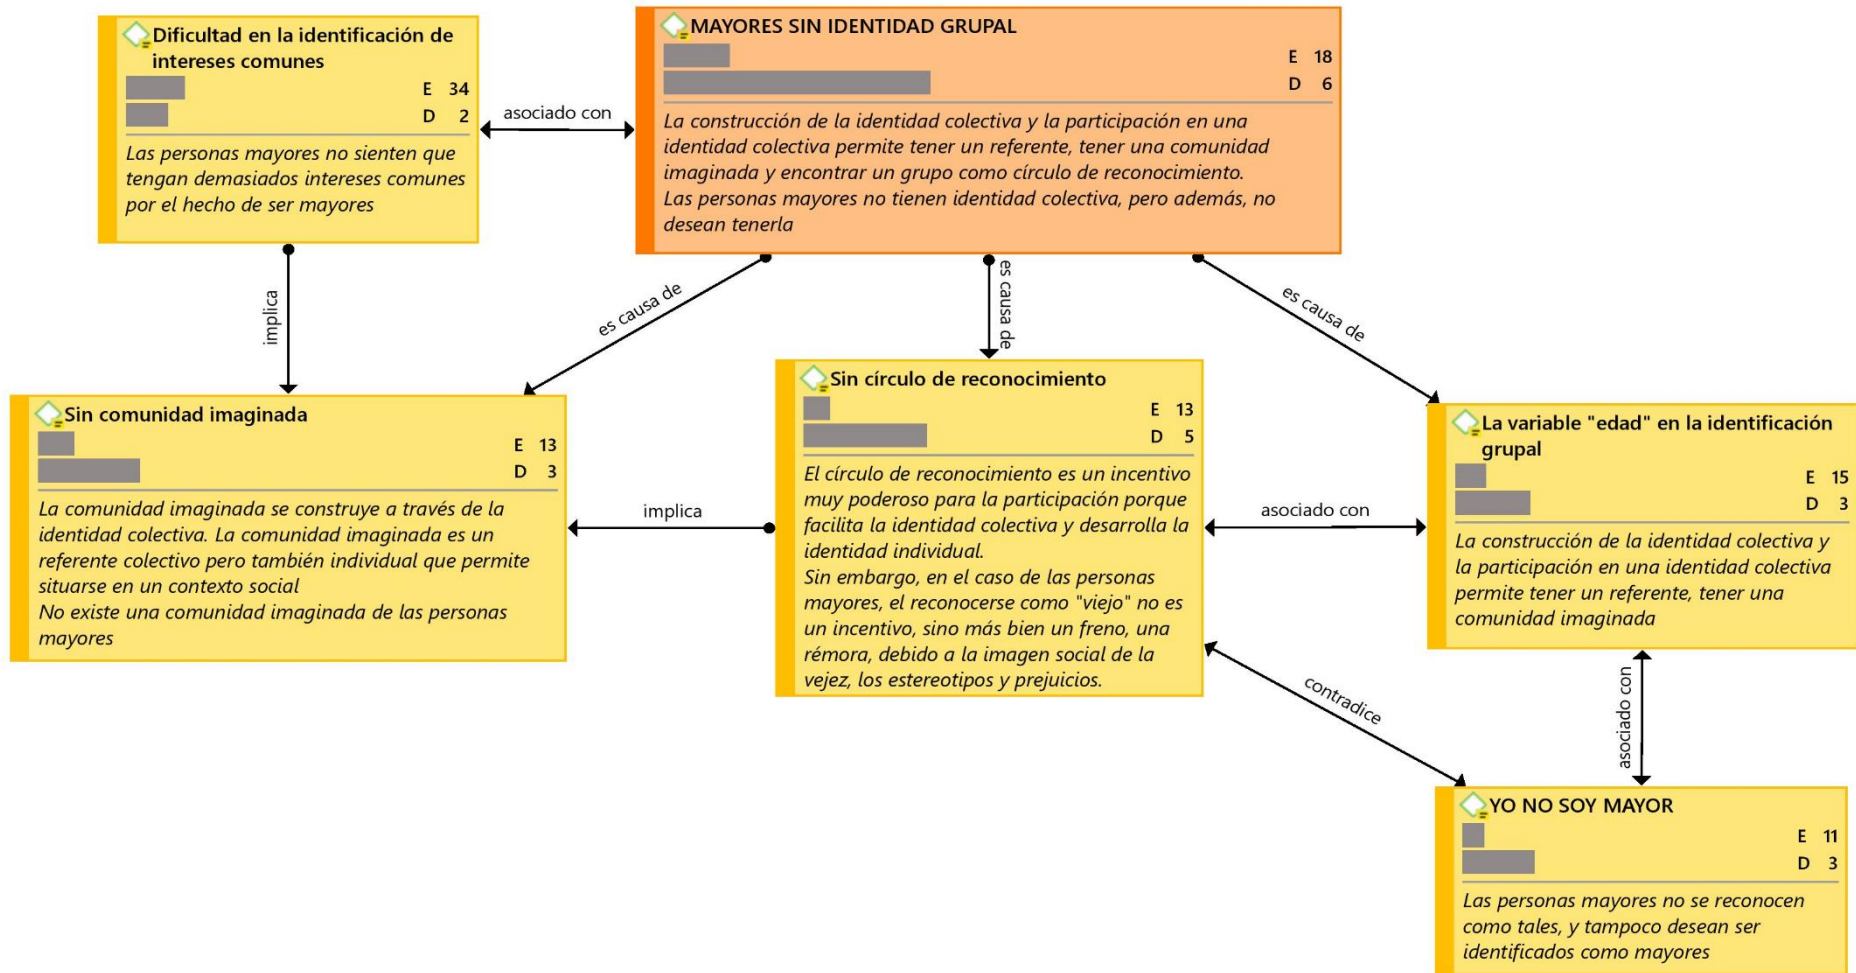 Dificultad en la identificación de
intereses comunes
E 34
D 2
Las personas mayores no sienten que
tengan demasiados intereses comunes
por el hecho de ser mayores
asociado con
MAYORES SIN IDENTIDAD GRUPAL
E 18
D 6
La construcción de la identidad colectiva y la participación en una
identidad colectiva permite tener un referente, tener una comunidad
imaginada y encontrar un grupo como círculo de reconocimiento.
Las personas mayores no tienen identidad colectiva, pero además, no
desean tenerla
implica
es causa de
es causa de
es causa de
Sin comunidad imaginada
E 13
D 3
La comunidad imaginada se construye a través de la
identidad colectiva. La comunidad imaginada es un
referente colectivo pero también individual que permite
situarse en un contexto social
No existe una comunidad imaginada de las personas
mayores
implica
Sin círculo de reconocimiento
E 13
D 5
El círculo de reconocimiento es un incentivo
muy poderoso para la participación porque
facilita la identidad colectiva y desarrolla la
identidad individual.
Sin embargo, en el caso de las personas
mayores, el reconocerse como "viejo" no es
un incentivo, sino más bien un freno, una
rémora, debido a la imagen social de la
vejez, los estereotipos y prejuicios.
asociado con
La variable "edad" en la identificación
grupal
E 15
D 3
La construcción de la identidad colectiva y
la participación en una identidad colectiva
permite tener un referente, tener una
comunidad imaginada
contradice
asociado con
YO NO SOY MAYOR
E 11
D 3
Las personas mayores no se reconocen
como tales, y tampoco desean ser
identificados como mayores